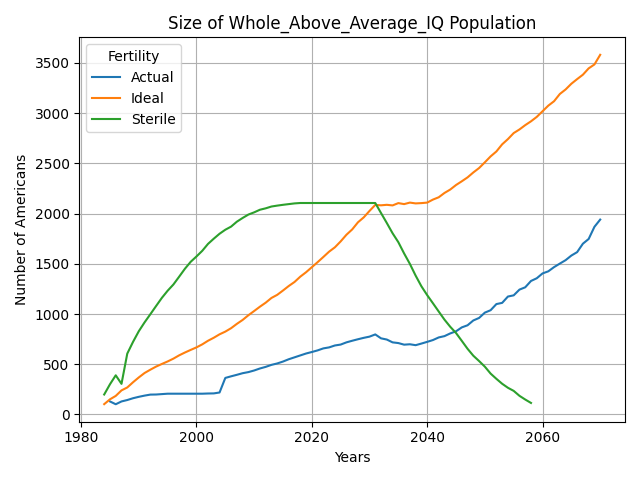 Size of Whole_Above_Average_IQ Population
Fertility
Actual
Ideal
Sterile
Number of Americans
3500
3000
2500
2000
1500
1000
500
0
1980
2000
2020
2040
2060
Years